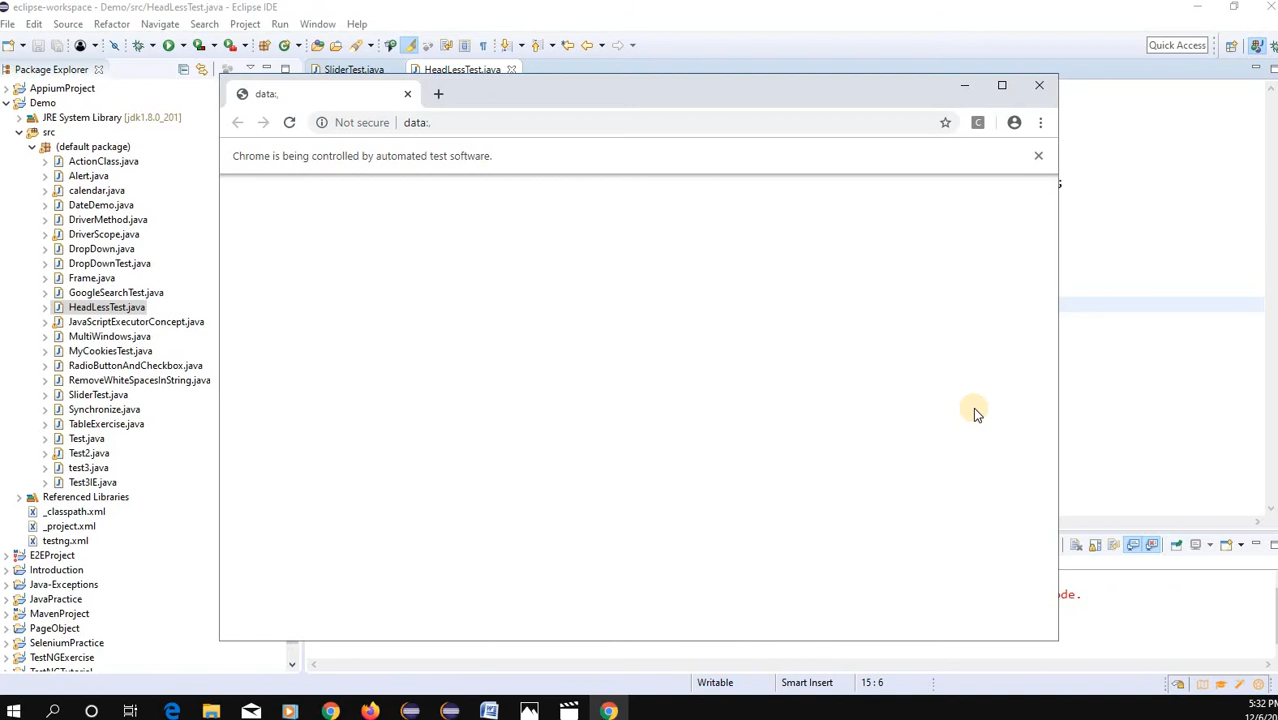 eclipse-workspace - Demo/src/HeadLessTest.java - Eclipse IDE
File Edit Source Refactor Navigate Search Project Run Window Help
Quick Access
Package Explorer
SliderTest.java
HeadLessTest.java
AppiumProject
Demo
JRE System Library [jdk1.8.0_201]
src
(default package)
ActionClass.java
Alert.java
calendar.java
DateDemo.java
DriverMethod.java
DriverScope.java
DropDown.java
DropDownTest.java
Frame.java
GoogleSearchTest.java
HeadLessTest.java
JavaScriptExecutorConcept.java
MultiWindows.java
MyCookiesTest.java
RadioButtonAndCheckbox.java
RemoveWhiteSpacesInString.java
SliderTest.java
Synchronize.java
TableExercise.java
Test.java
Test2.java
test3.java
Test3IE.java
Referenced Libraries
_classpath.xml
_project.xml
testng.xml
E2EProject
Introduction
Java-Exceptions
JavaPractice
MavenProject
PageObject
SeleniumPractice
TestNGExercise
TestNGTutorial
data:,
Not secure data:,
Chrome is being controlled by automated test software.
s
ode.
Writable
Smart Insert
15 : 6
5:32 PM
12/6/20